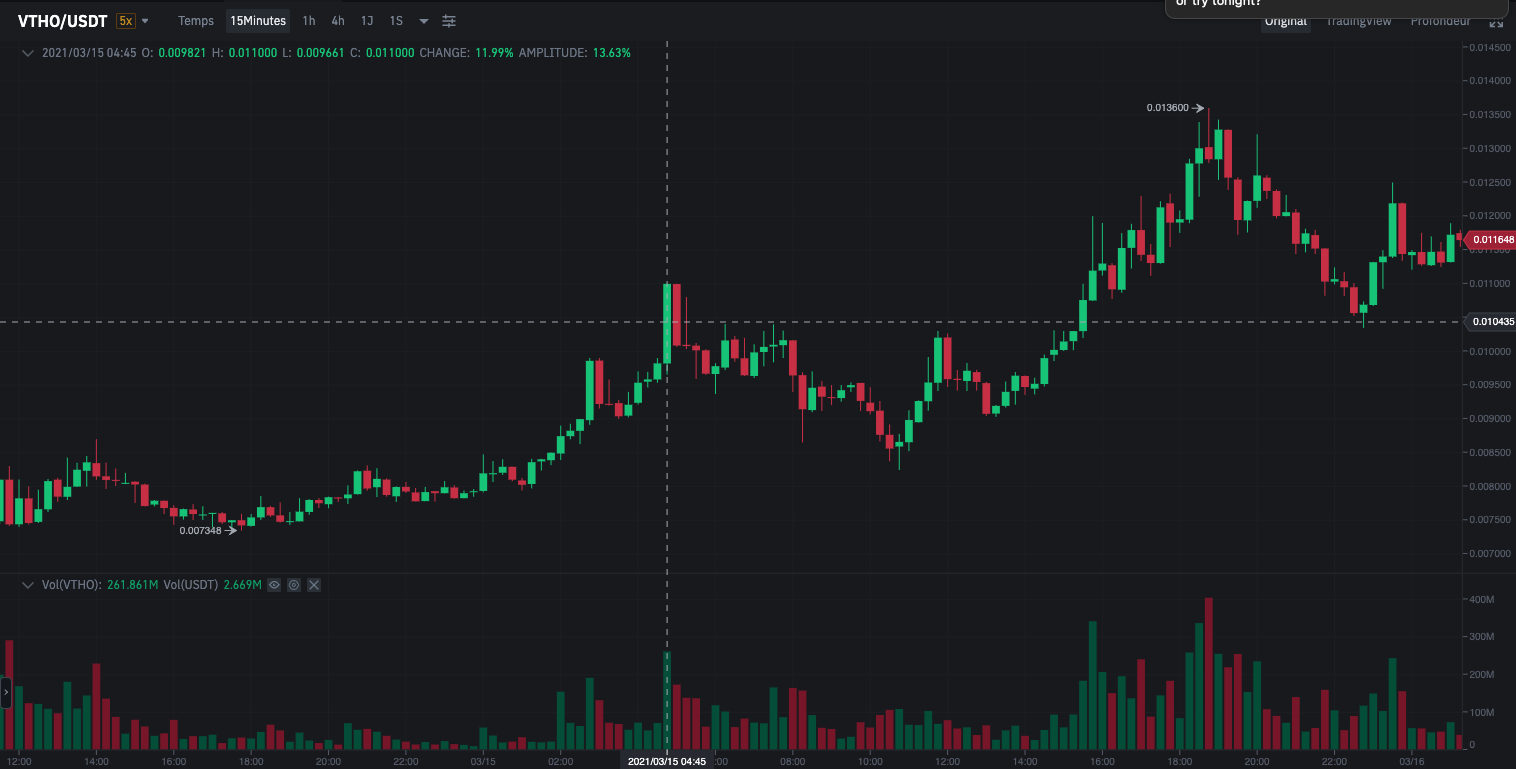 or try tonight?
VTHO/USDT 5x Temps 15Minutes 1h 4h 1J 1S Original TradingView Profondeur
2021/03/15 04:45 O: 0.009821 H: 0.011000 L: 0.009661 C: 0.011000 CHANGE: 11.99% AMPLITUDE: 13.63%
0.014500
0.014000
0.013600
0.013500
0.013000
0.012500
0.012000
0.011648
0.011500
0.011000
0.010435
0.010000
0.009500
0.009000
0.008500
0.008000
0.007500
0.007348
0.007000
Vol(VTHO): 261.861M Vol(USDT) 2.669M
400M
300M
200M
100M
0
12:00 14:00 16:00 18:00 20:00 22:00 03/15 02:00 2021/03/15 04:45 :00 08:00 10:00 12:00 14:00 16:00 18:00 20:00 22:00 03/16